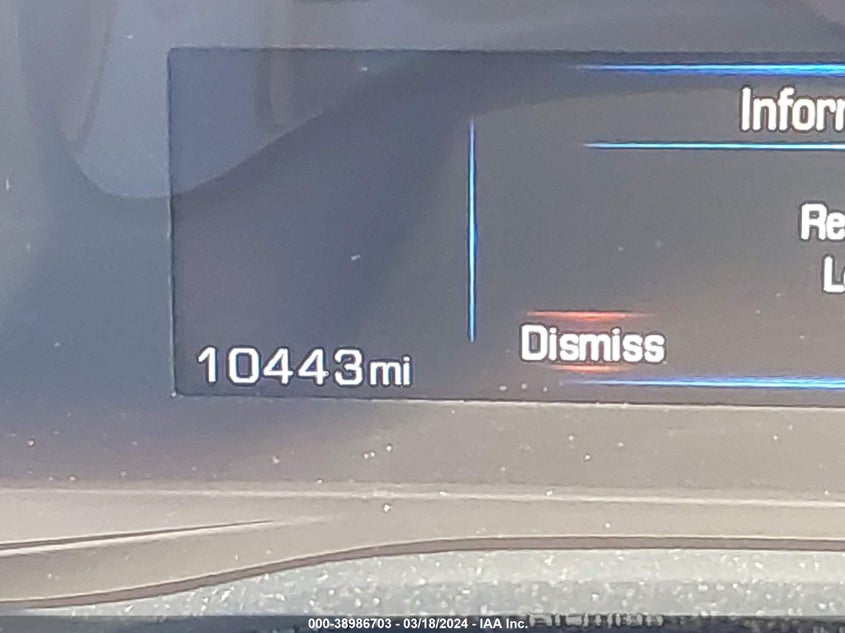 Infor
Re
L
Dismiss
10443mi
000-38986703 - 03/18/2024 - IAA Inc.